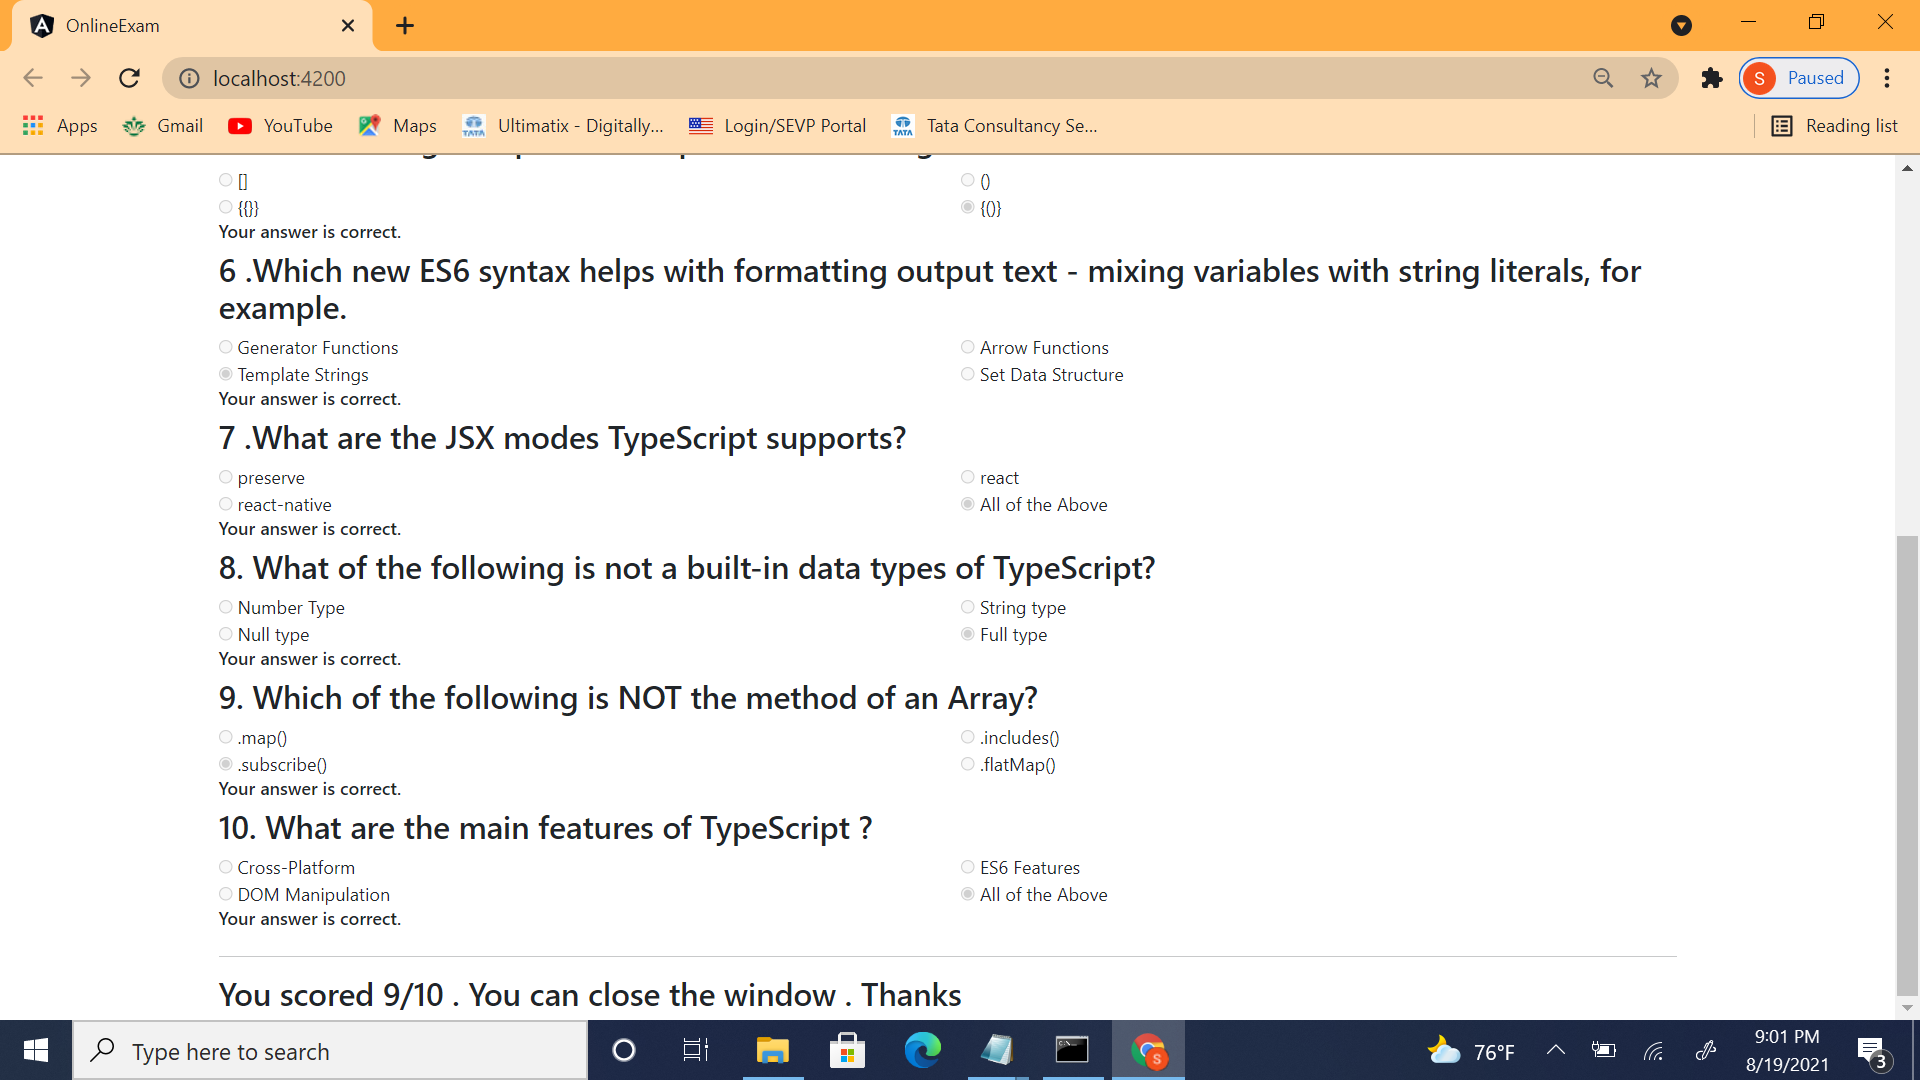 OnlineExam
localhost:4200
S Paused
Apps Gmail YouTube Maps Ultimatix - Digitally... Login/SEVP Portal TATA Tata Consultancy Se... Reading list
[] ()
{{}} {()}
Your answer is correct.
6 .Which new ES6 syntax helps with formatting output text - mixing variables with string literals, for
example.
Generator Functions Arrow Functions
Template Strings Set Data Structure
Your answer is correct.
7 .What are the JSX modes TypeScript supports?
preserve react
react-native All of the Above
Your answer is correct.
8. What of the following is not a built-in data types of TypeScript?
Number Type String type
Null type Full type
Your answer is correct.
9. Which of the following is NOT the method of an Array?
.map() .includes()
.subscribe() .flatMap()
Your answer is correct.
10. What are the main features of TypeScript ?
Cross-Platform ES6 Features
DOM Manipulation All of the Above
Your answer is correct.
You scored 9/10 . You can close the window . Thanks
Type here to search
S
76°F
9:01 PM
8/19/2021
3